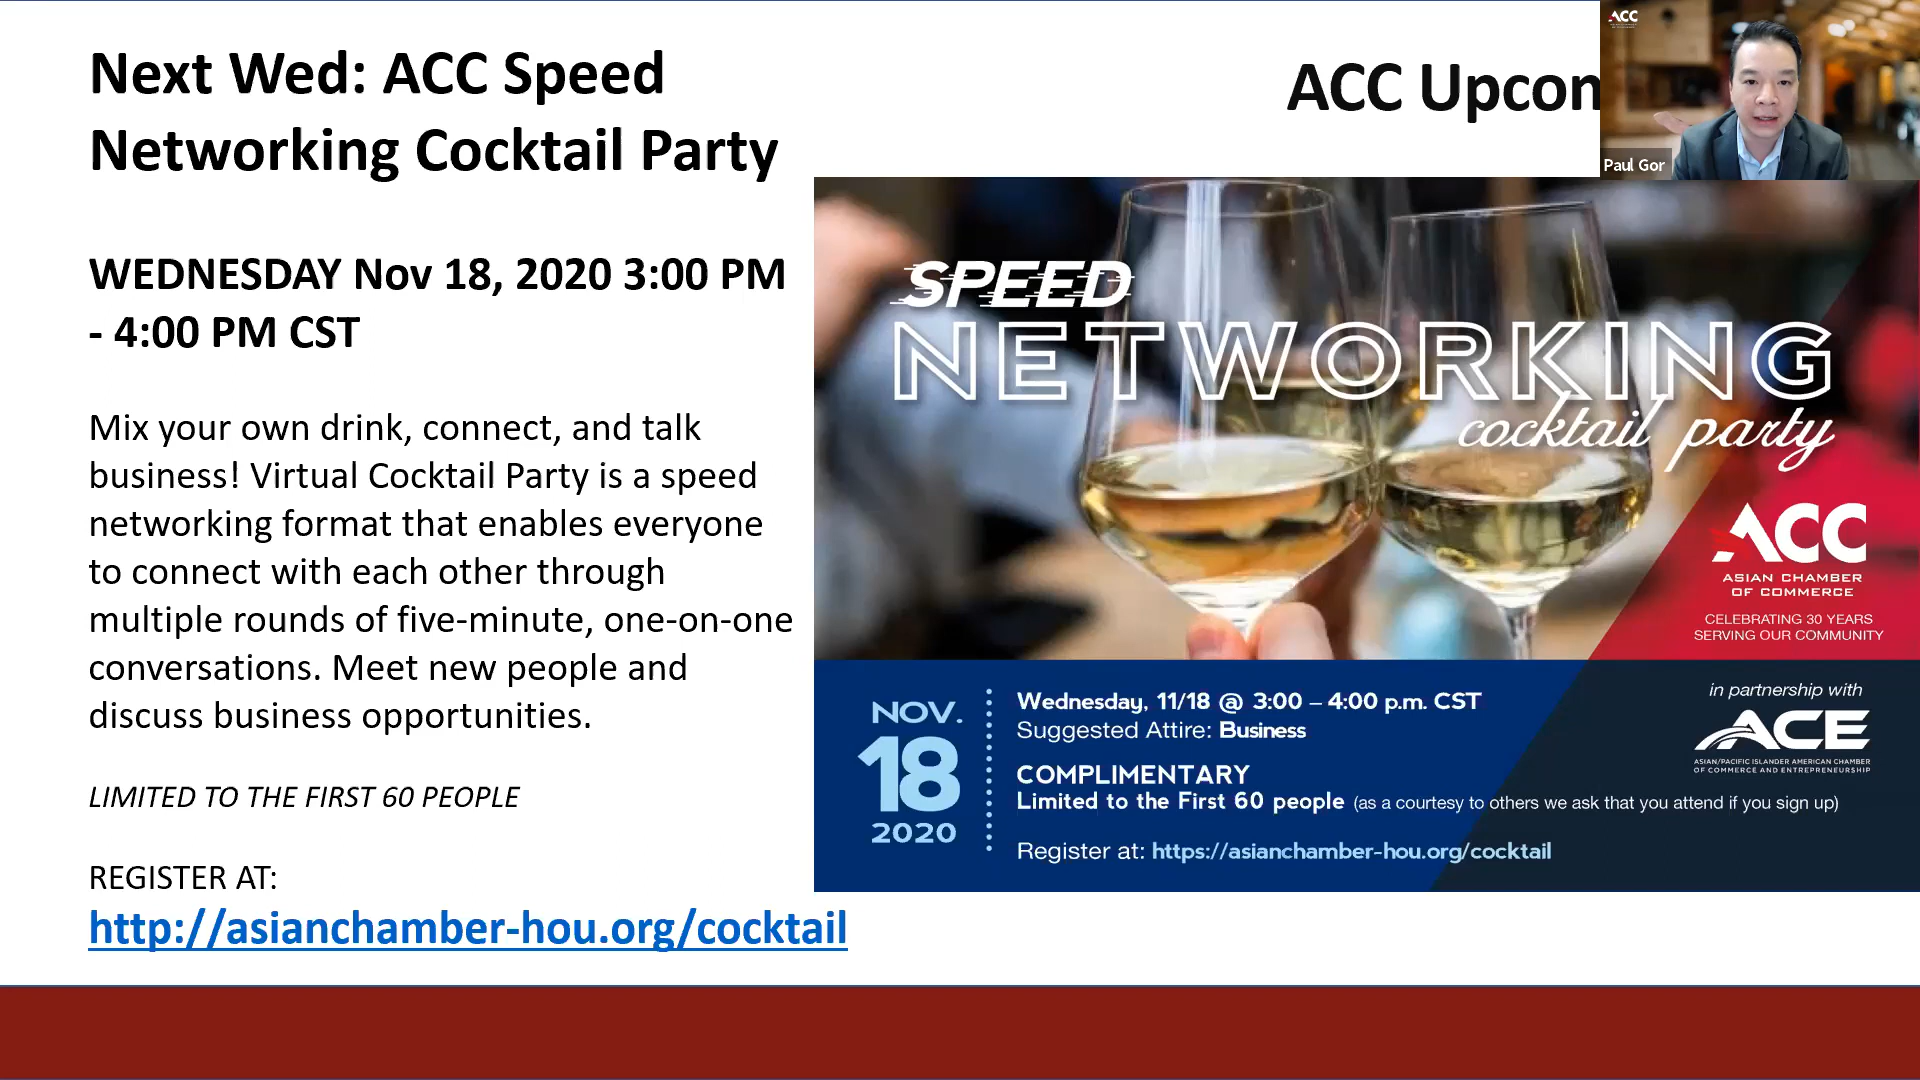 Next Wed: ACC Speed
Networking Cocktail Party
WEDNESDAY Nov 18, 2020 3:00 PM
- 4:00 PM CST
Mix your own drink, connect, and talk
business! Virtual Cocktail Party is a speed
networking format that enables everyone
to connect with each other through
multiple rounds of five-minute, one-on-one
conversations. Meet new people and
discuss business opportunities.
LIMITED TO THE FIRST 60 PEOPLE
REGISTER AT:
http://asianchamber-hou.org/cocktail
ACC Upcom
ACC
Paul Gor
SPEED
NETWORKING
cocktail party
ACC
ASIAN CHAMBER
OF COMMERCE
CELEBRATING 30 YEARS
SERVING OUR COMMUNITY
NOV.
18
2020
Wednesday, 11/18 @ 3:00 – 4:00 p.m. CST
Suggested Attire: Business
COMPLIMENTARY
Limited to the First 60 people (as a courtesy to others we ask that you attend if you sign up)
Register at: https://asianchamber-hou.org/cocktail
in partnership with
ACE
ASIAN/PACIFIC ISLANDER AMERICAN CHAMBER
OF COMMERCE AND ENTREPRENEURSHIP